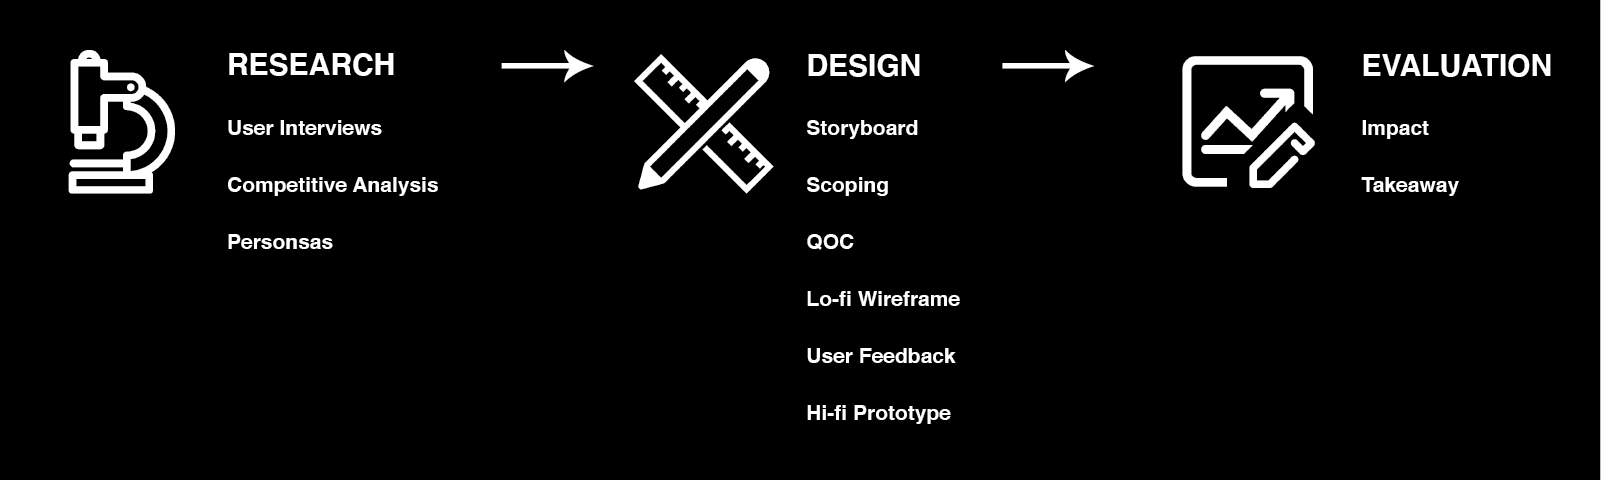 RESEARCH
User Interviews
Competitive Analysis
Personsas
DESIGN
Storyboard
Scoping
QOC
Lo-fi Wireframe
User Feedback
Hi-fi Prototype
EVALUATION
Impact
Takeaway